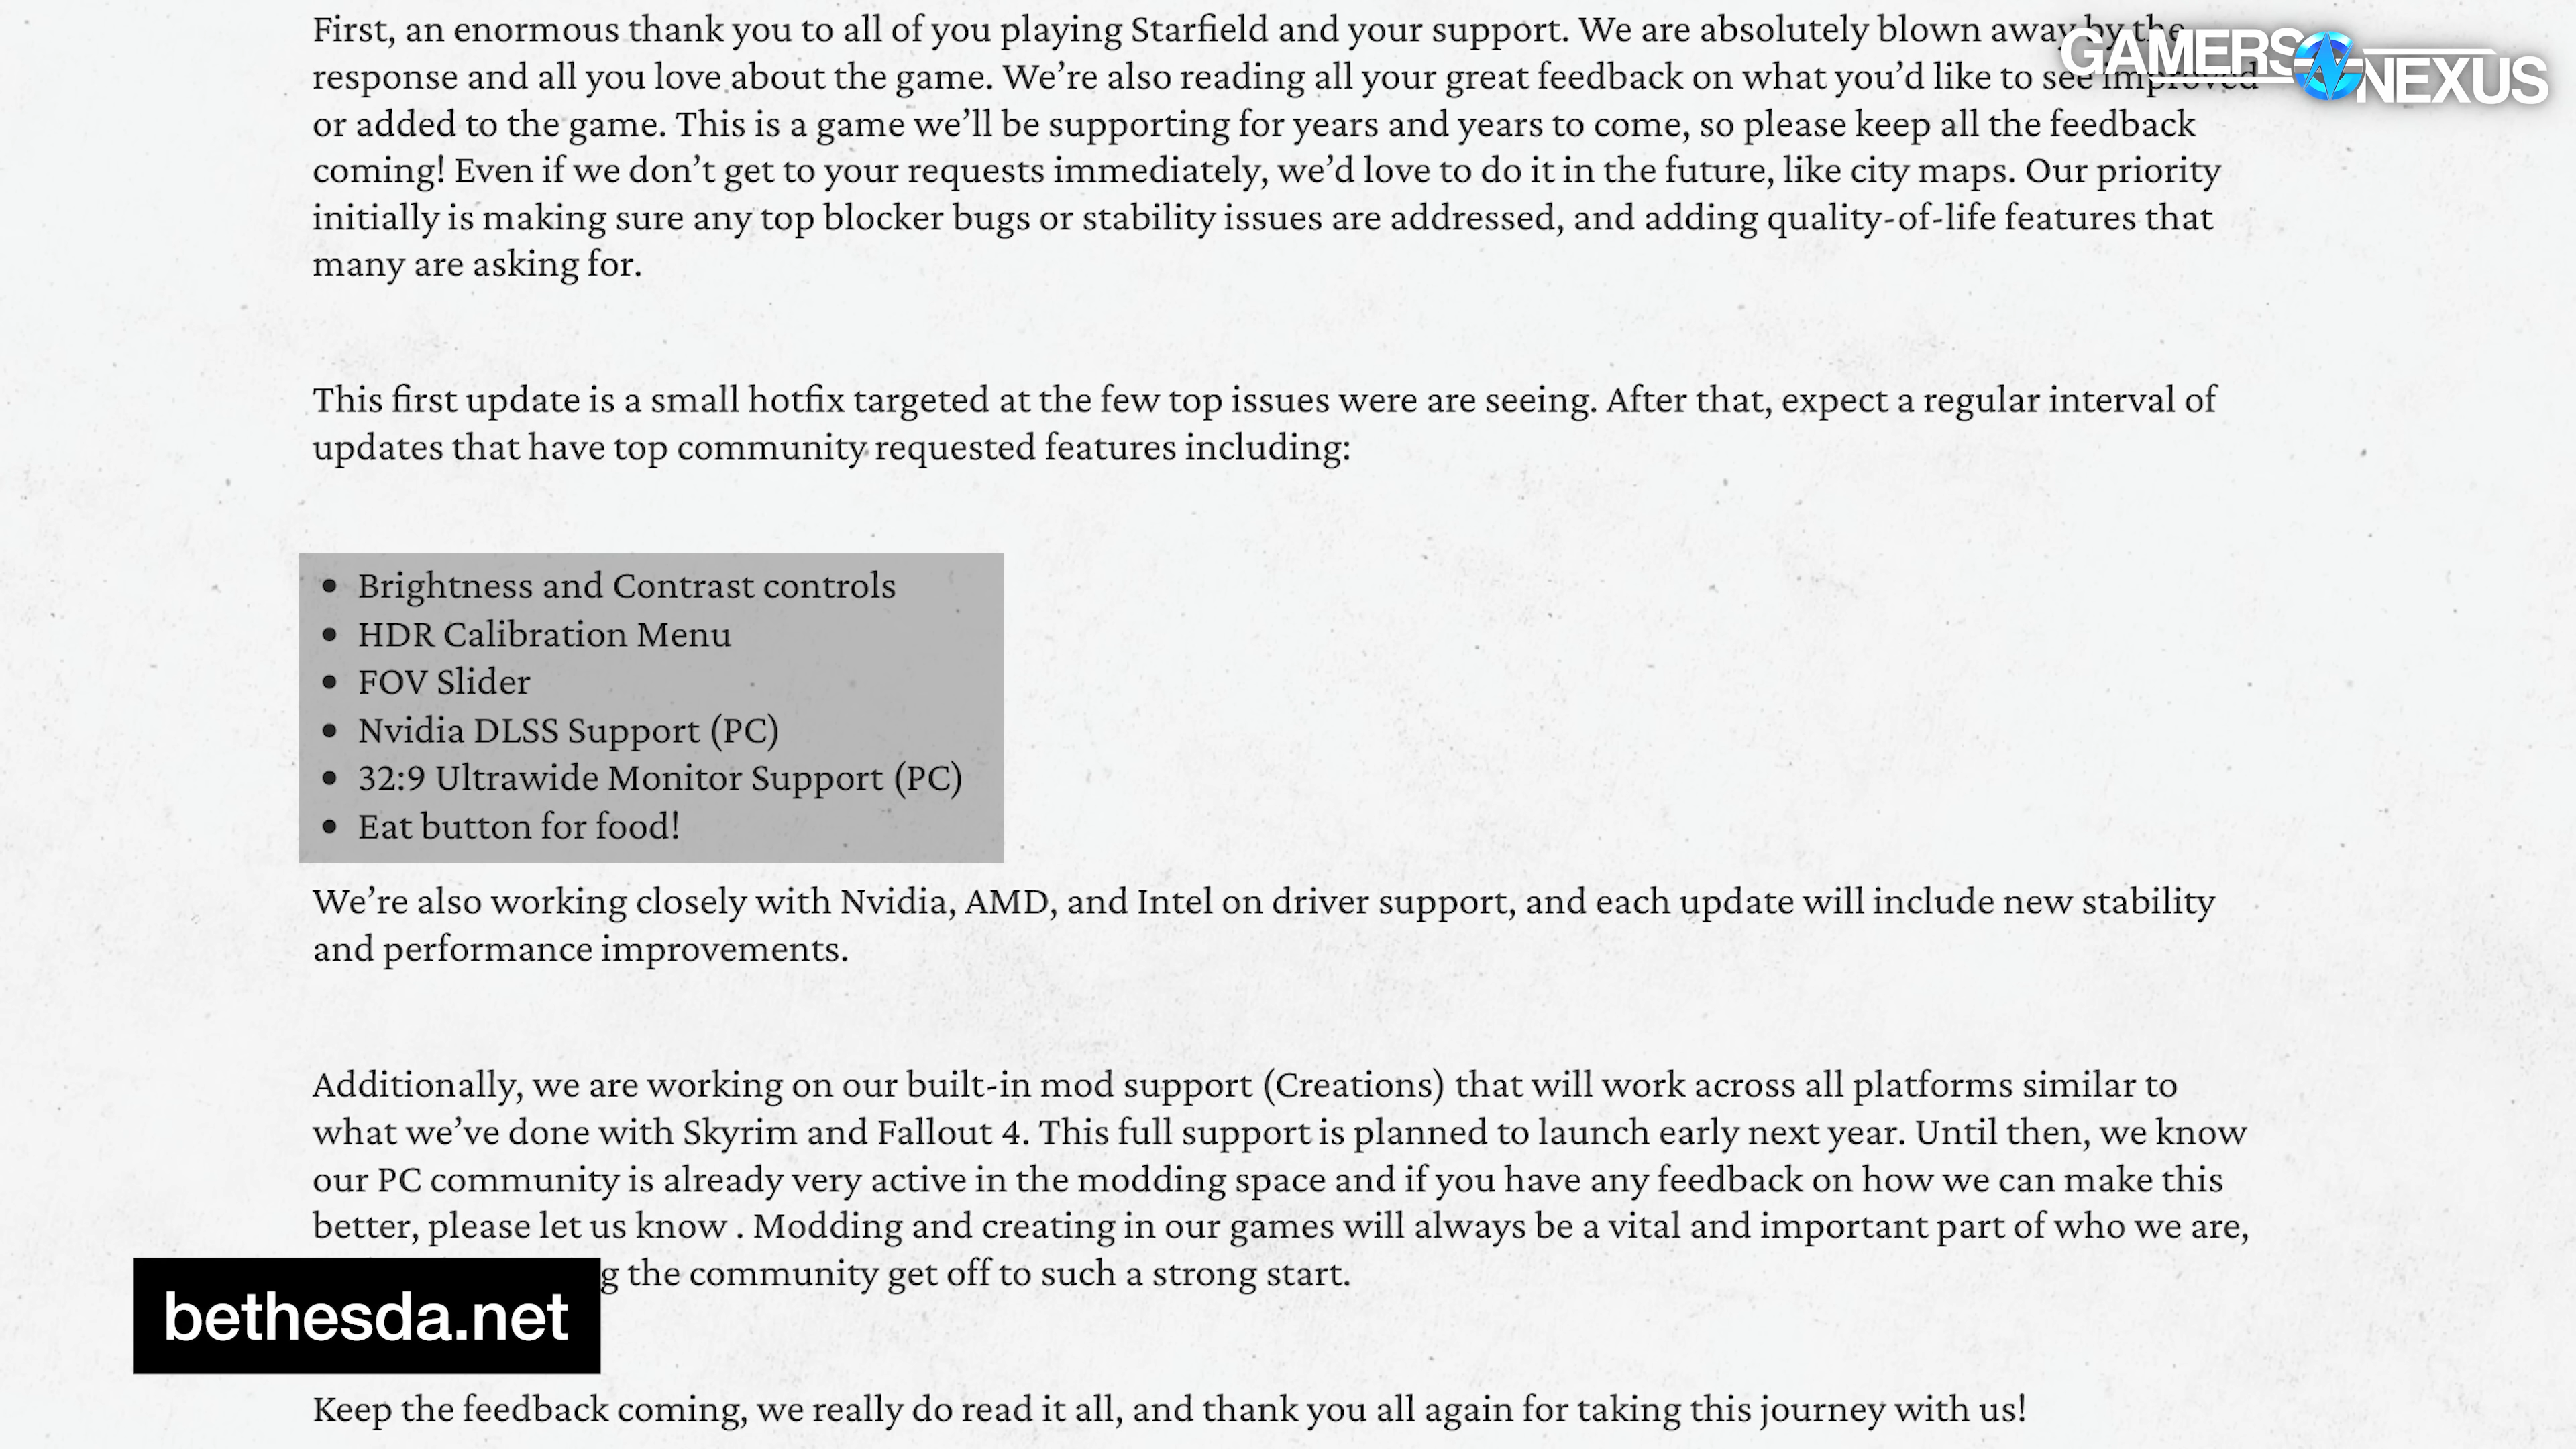 First, an enormous thank you to all of you playing Starfield and your support. We are absolutely blown away by the
GAMERS NEXUS
response and all you love about the game. We’re also reading all your great feedback on what you’d like to see improved
or added to the game. This is a game we’ll be supporting for years and years to come, so please keep all the feedback
coming! Even if we don’t get to your requests immediately, we’d love to do it in the future, like city maps. Our priority
initially is making sure any top blocker bugs or stability issues are addressed, and adding quality-of-life features that
many are asking for.
This first update is a small hotfix targeted at the few top issues were are seeing. After that, expect a regular interval of
updates that have top community requested features including:
• Brightness and Contrast controls
• HDR Calibration Menu
• FOV Slider
• Nvidia DLSS Support (PC)
• 32:9 Ultrawide Monitor Support (PC)
• Eat button for food!
We’re also working closely with Nvidia, AMD, and Intel on driver support, and each update will include new stability
and performance improvements.
Additionally, we are working on our built-in mod support (Creations) that will work across all platforms similar to
what we’ve done with Skyrim and Fallout 4. This full support is planned to launch early next year. Until then, we know
our PC community is already very active in the modding space and if you have any feedback on how we can make this
better, please let us know . Modding and creating in our games will always be a vital and important part of who we are,
g the community get off to such a strong start.
bethesda.net
Keep the feedback coming, we really do read it all, and thank you all again for taking this journey with us!